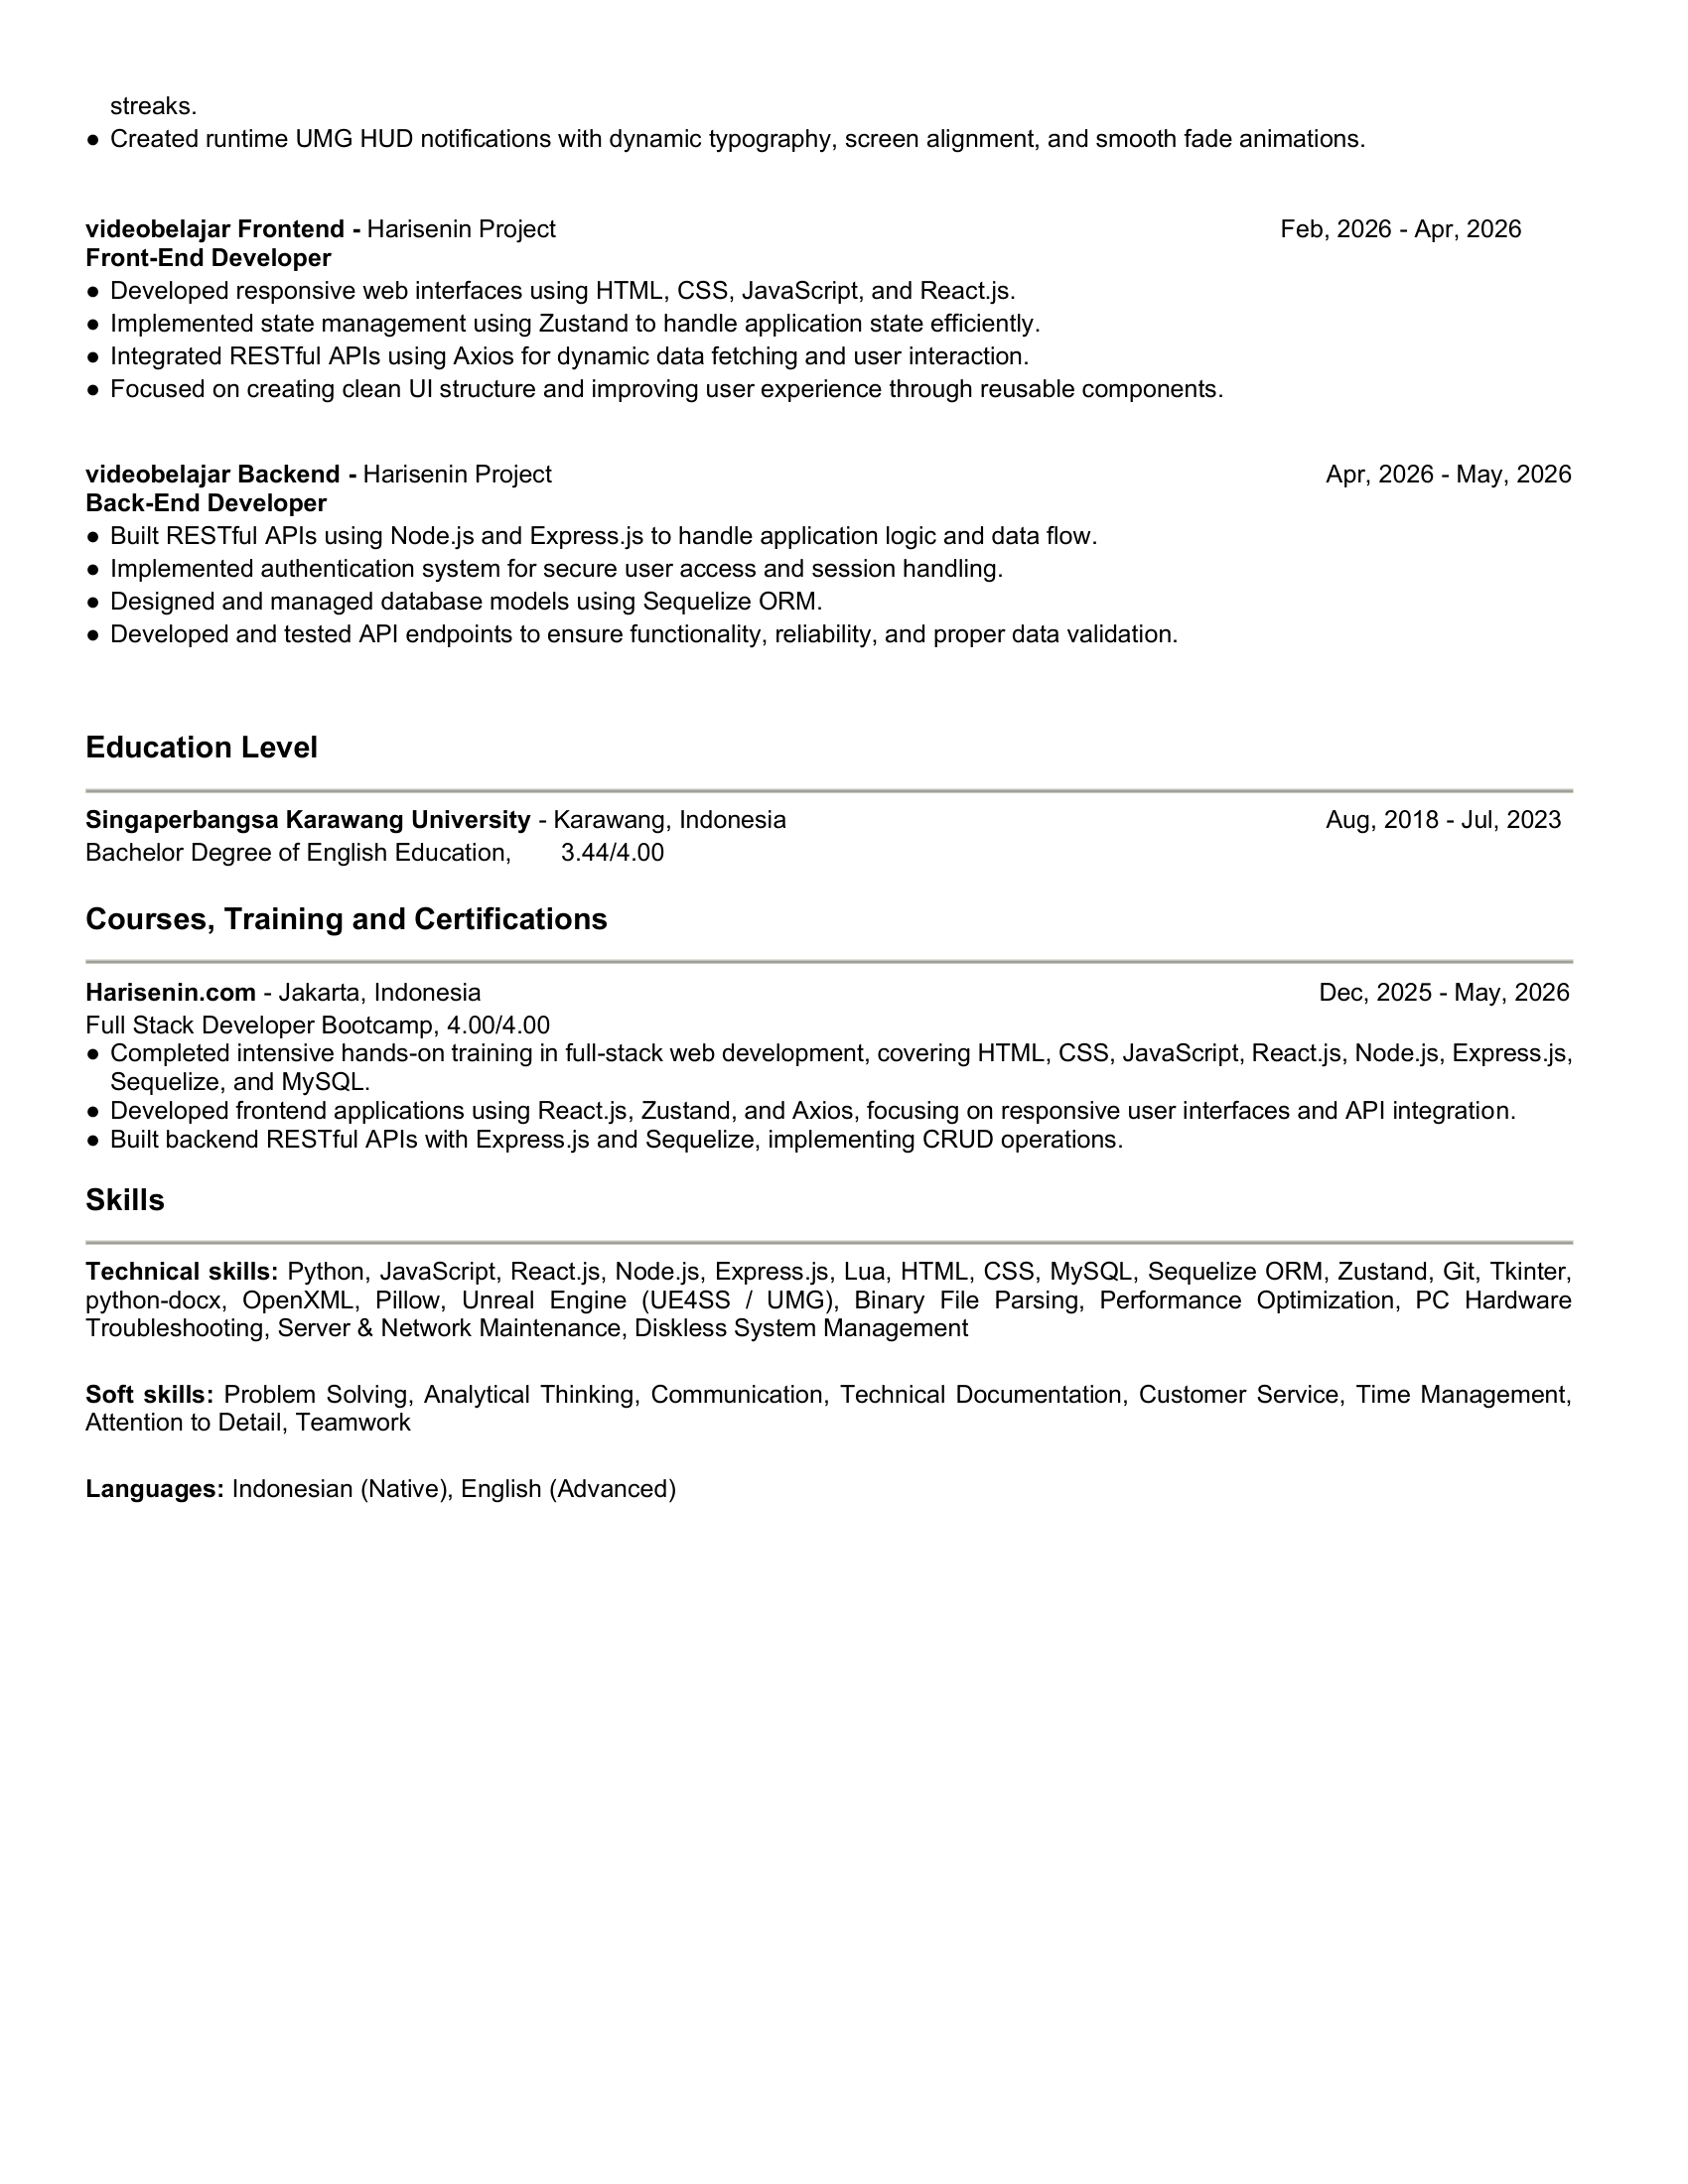 streaks.
● Created runtime UMG HUD notifications with dynamic typography, screen alignment, and smooth fade animations.
videobelajar Frontend - Harisenin Project Feb, 2026 - Apr, 2026
Front-End Developer
● Developed responsive web interfaces using HTML, CSS, JavaScript, and React.js.
● Implemented state management using Zustand to handle application state efficiently.
● Integrated RESTful APIs using Axios for dynamic data fetching and user interaction.
● Focused on creating clean UI structure and improving user experience through reusable components.
videobelajar Backend - Harisenin Project Apr, 2026 - May, 2026
Back-End Developer
● Built RESTful APIs using Node.js and Express.js to handle application logic and data flow.
● Implemented authentication system for secure user access and session handling.
● Designed and managed database models using Sequelize ORM.
● Developed and tested API endpoints to ensure functionality, reliability, and proper data validation.
Education Level
Singaperbangsa Karawang University - Karawang, Indonesia Aug, 2018 - Jul, 2023
Bachelor Degree of English Education, 3.44/4.00
Courses, Training and Certifications
Harisenin.com - Jakarta, Indonesia Dec, 2025 - May, 2026
Full Stack Developer Bootcamp, 4.00/4.00
● Completed intensive hands-on training in full-stack web development, covering HTML, CSS, JavaScript, React.js, Node.js, Express.js,
Sequelize, and MySQL.
● Developed frontend applications using React.js, Zustand, and Axios, focusing on responsive user interfaces and API integration.
● Built backend RESTful APIs with Express.js and Sequelize, implementing CRUD operations.
Skills
Technical skills: Python, JavaScript, React.js, Node.js, Express.js, Lua, HTML, CSS, MySQL, Sequelize ORM, Zustand, Git, Tkinter,
python-docx, OpenXML, Pillow, Unreal Engine (UE4SS / UMG), Binary File Parsing, Performance Optimization, PC Hardware
Troubleshooting, Server & Network Maintenance, Diskless System Management
Soft skills: Problem Solving, Analytical Thinking, Communication, Technical Documentation, Customer Service, Time Management,
Attention to Detail, Teamwork
Languages: Indonesian (Native), English (Advanced)